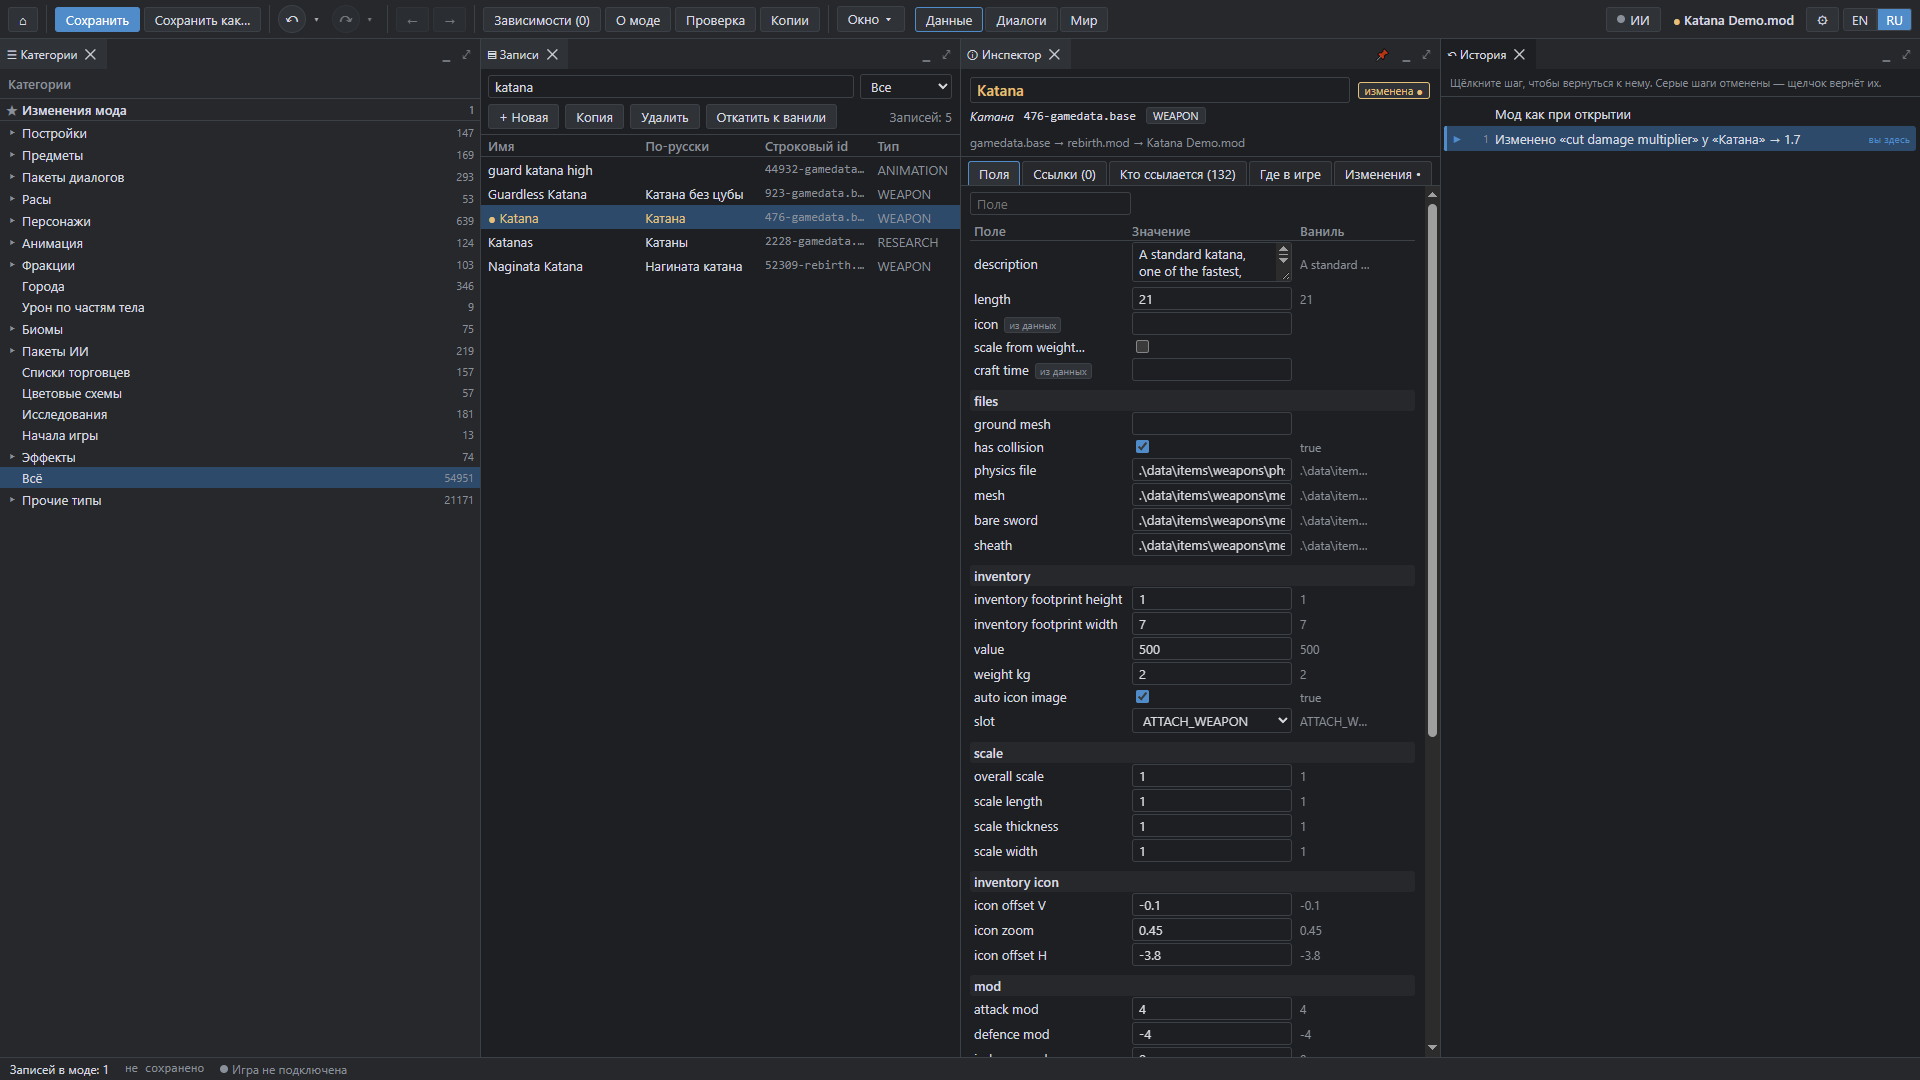 Сохранить
Сохранить как...
Зависимости (0)
О моде
Проверка
Копии
Окно
Данные
Диалоги
Мир
ИИ
Katana Demo.mod
EN
RU
Категории
Записи
Инспектор
История
Категории
Изменения мода 1
Постройки 147
Предметы 169
Пакеты диалогов 293
Расы 53
Персонажи 639
Анимация 124
Фракции 103
Города 346
Урон по частям тела 9
Биомы 75
Пакеты ИИ 219
Списки торговцев 157
Цветовые схемы 57
Исследования 181
Начала игры 13
Эффекты 74
Всё 54951
Прочие типы 21171
katana
Все
+ Новая
Копия
Удалить
Откатить к ванили
Записей: 5
Имя По-русски Строковый id Тип
guard katana high 44932-gamedata... ANIMATION
Guardless Katana Катана без цубы 923-gamedata.b... WEAPON
Katana Катана 476-gamedata.b... WEAPON
Katanas Катаны 2228-gamedata.... RESEARCH
Naginata Katana Нагината катана 52309-rebirth.... WEAPON
Katana
изменена
Катана 476-gamedata.base WEAPON
gamedata.base → rebirth.mod → Katana Demo.mod
Поля
Ссылки (0)
Кто ссылается (132)
Где в игре
Изменения •
Поле
Поле Значение Ваниль
description A standard katana, one of the fastest, A standard ...
length 21 21
icon из данных
scale from weight...
craft time из данных
files
ground mesh
has collision true
physics file .\data\items\weapons\ph .\data\item...
mesh .\data\items\weapons\me .\data\item...
bare sword .\data\items\weapons\me .\data\item...
sheath .\data\items\weapons\me .\data\item...
inventory
inventory footprint height 1 1
inventory footprint width 7 7
value 500 500
weight kg 2 2
auto icon image true
slot ATTACH_WEAPON ATTACH_W...
scale
overall scale 1 1
scale length 1 1
scale thickness 1 1
scale width 1 1
inventory icon
icon offset V -0.1 -0.1
icon zoom 0.45 0.45
icon offset H -3.8 -3.8
mod
attack mod 4 4
defence mod -4 -4
Щёлкните шаг, чтобы вернуться к нему. Серые шаги отменены — щелчок вернёт их.
Мод как при открытии
1 Изменено «cut damage multiplier» у «Катана» → 1.7 вы здесь
Записей в моде: 1
не сохранено
Игра не подключена